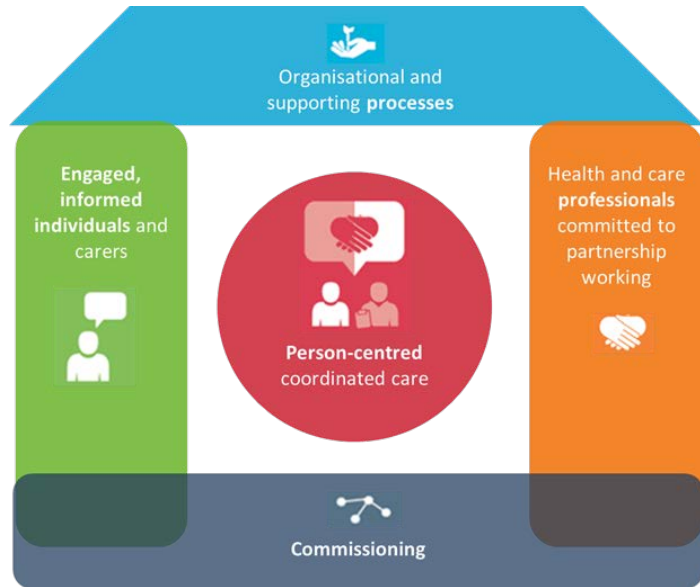 Organisational and
supporting processes
Engaged,
informed
individuals and
carers
Person-centred
coordinated care
Health and care
professionals
committed to
partnership
working
Commissioning